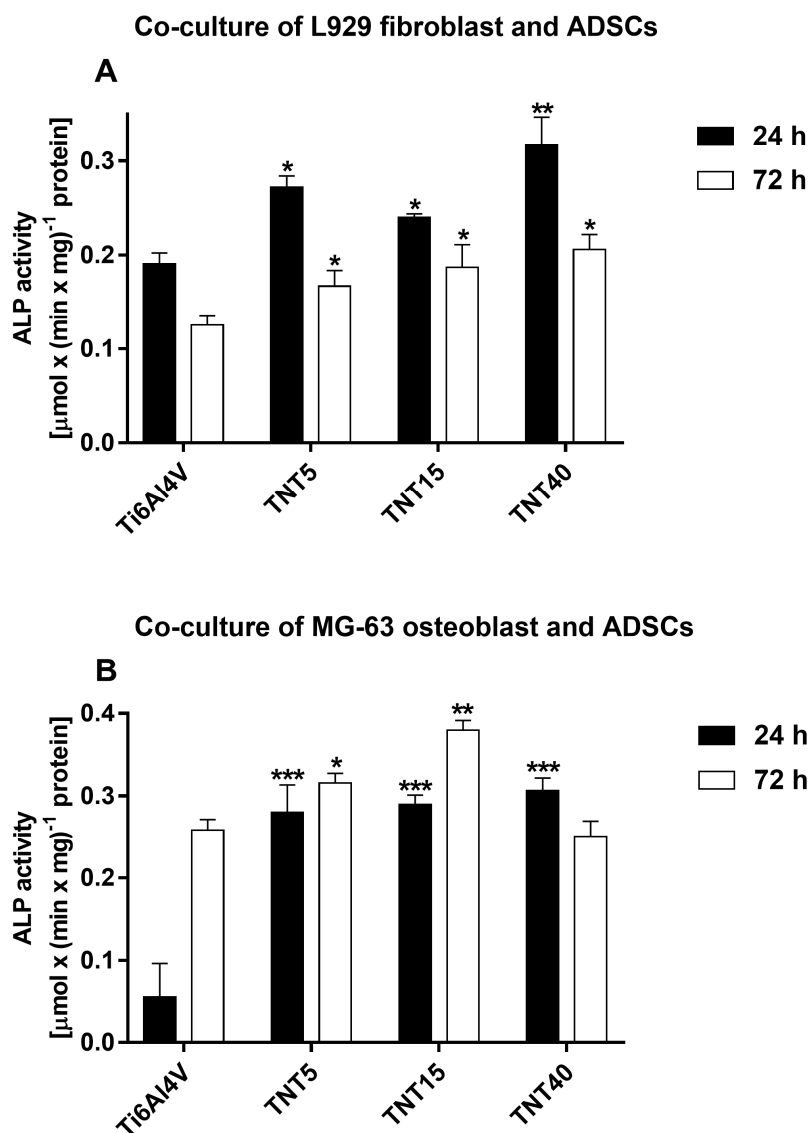 Co-culture of L929 fibroblast and ADSCs
A
ALP activity
[μmol x (min x mg)⁻¹ protein]
0.3
0.2
0.1
0.0
*
*
*
*
**
*
24 h
72 h
Ti6Al4V
TNT5
TNT15
TNT40
Co-culture of MG-63 osteoblast and ADSCs
B
ALP activity
[μmol x (min x mg)⁻¹ protein]
0.4
0.3
0.2
0.1
0.0
***
*
***
**
***
24 h
72 h
Ti6Al4V
TNT5
TNT15
TNT40